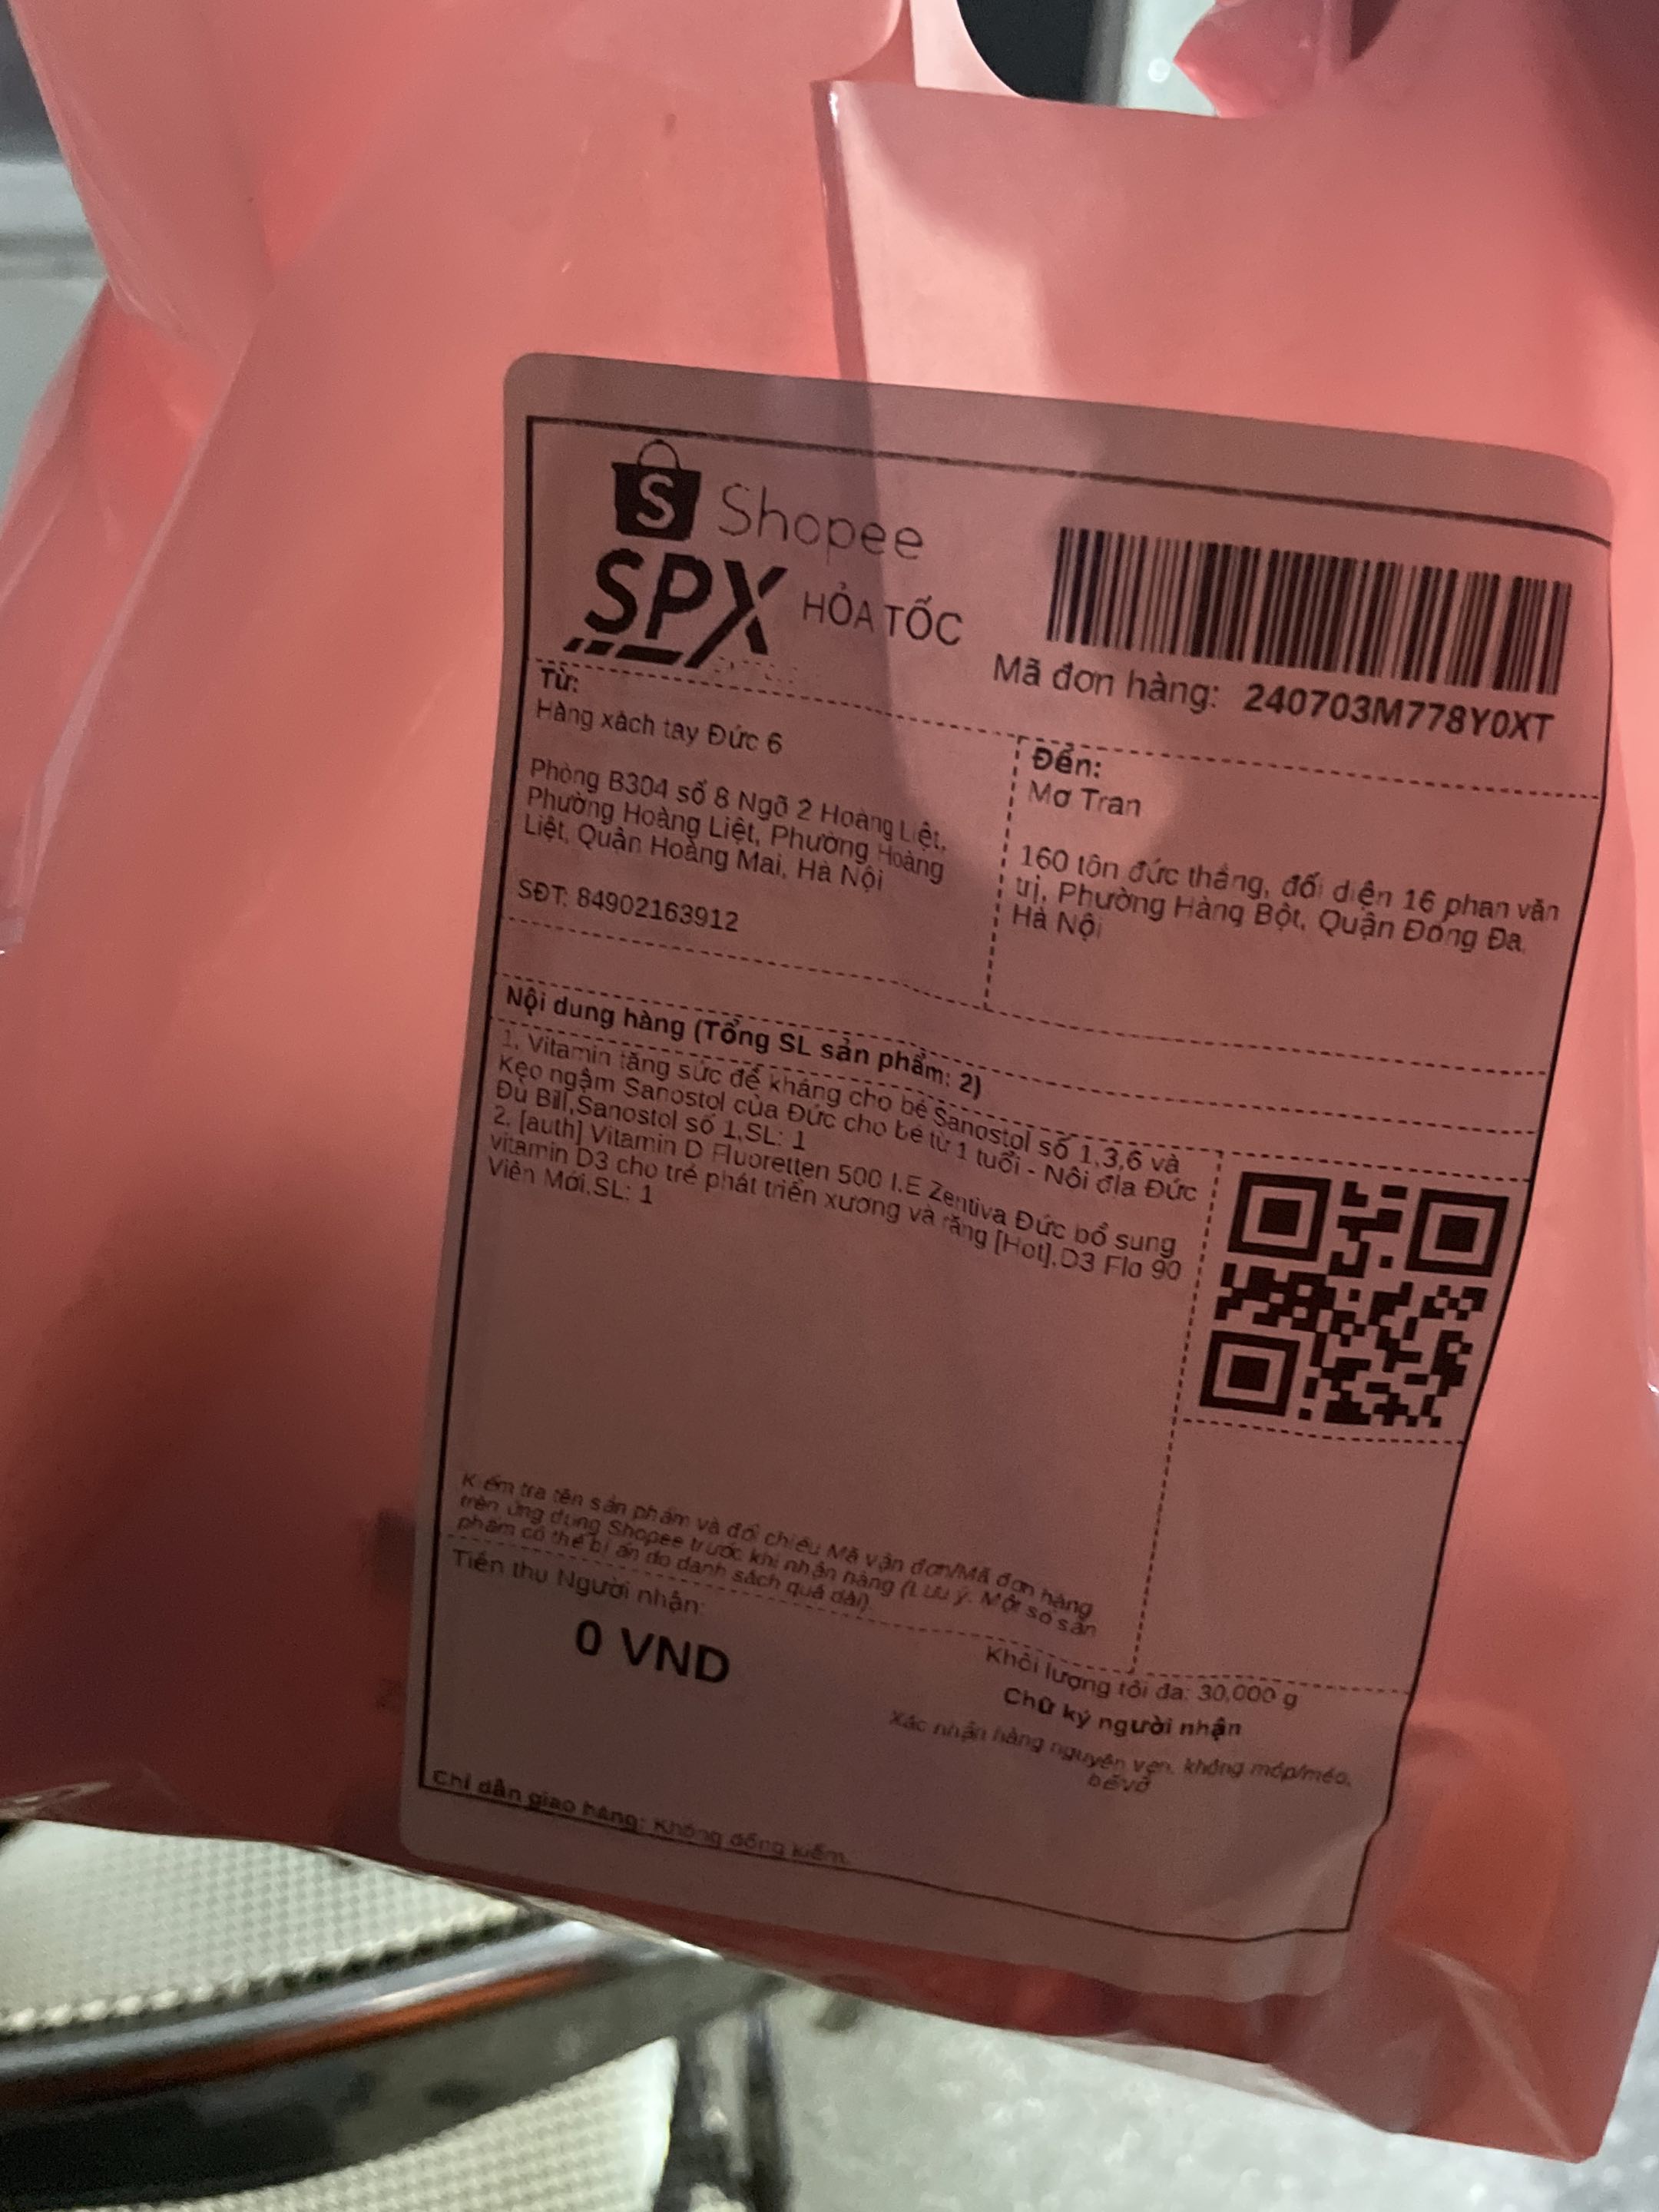 Shopee
SPX HỎA TỐC
Mã đơn hàng: 240703M778Y0XT
Từ:
Hàng xách tay Đức 6
Phòng B304 số 8 Ngõ 2 Hoàng Liệt,
Phường Hoàng Liệt, Phường Hoàng
Liệt, Quận Hoàng Mai, Hà Nội
SĐT: 84902163912
Đến:
Mơ Tran
160 tôn đức thắng, đối diện 16 phan văn
trị, Phường Hàng Bột, Quận Đống Đa,
Hà Nội
Nội dung hàng (Tổng SL sản phẩm: 2)
1. Vitamin tăng sức đề kháng cho bé Sanostol số 1,3,6 và
Kẹo ngậm Sanostol của Đức cho bé từ 1 tuổi - Nội địa Đức
Đủ Bill,Sanostol số 1,SL: 1
2. [auth] Vitamin D Fluoretten 500 I.E Zentiva Đức bổ sung
vitamin D3 cho trẻ phát triển xương và răng [Hot],D3 Flo 90
Viên Mới,SL: 1
Kiểm tra tên sản phẩm và đối chiếu Mã vận đơn/Mã đơn hàng
trên ứng dụng Shopee trước khi nhận hàng (Lưu ý: Một số sản
phẩm có thể bị ẩn do danh sách quá dài).
Tiền thu Người nhận:
0 VND
Khối lượng tối đa: 30,000 g
Chữ ký người nhận
Xác nhận hàng nguyên vẹn, không móp/méo,
bể/vỡ
Chỉ dẫn giao hàng: Không đồng kiểm.